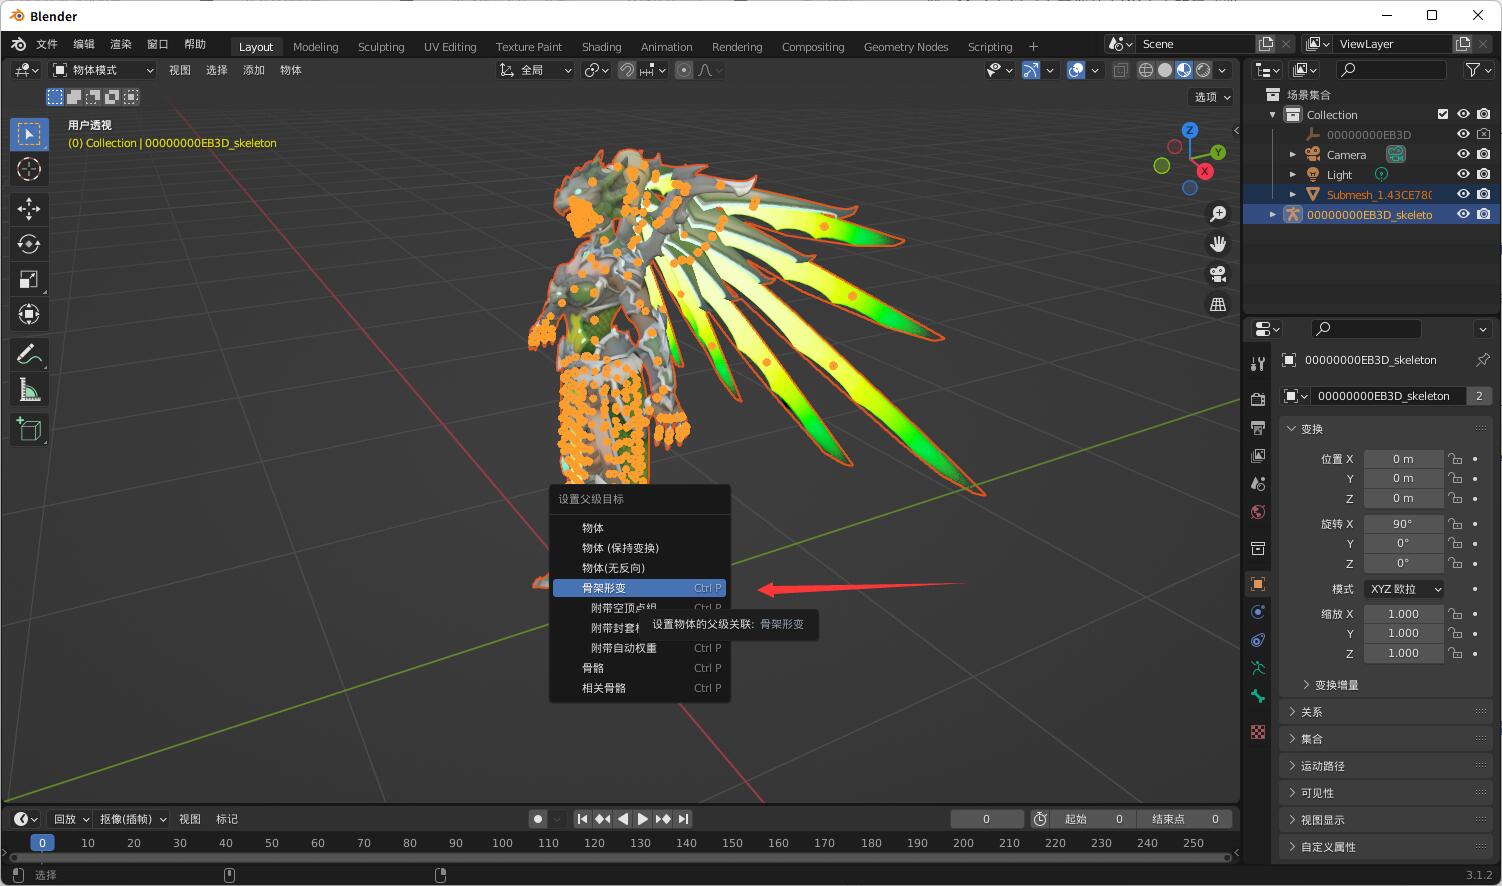 Blender
文件 编辑 渲染 窗口 帮助 Layout Modeling Sculpting UV Editing Texture Paint Shading Animation Rendering Compositing Geometry Nodes Scripting Scene ViewLayer
物体模式 视图 选择 添加 物体 全局
选项
用户透视
(0) Collection | 00000000EB3D_skeleton
Z
Y
X
场景集合
Collection
00000000EB3D
Camera
Light
Submesh_1.43CE780
00000000EB3D_skeleto
00000000EB3D_skeleton
00000000EB3D_skeleton 2
变换
位置 X 0 m
Y 0 m
Z 0 m
旋转 X 90°
Y 0°
Z 0°
模式 XYZ 欧拉
缩放 X 1.000
Y 1.000
Z 1.000
变换增量
关系
集合
运动路径
可见性
视图显示
自定义属性
设置父级目标
物体
物体 (保持变换)
物体(无反向)
骨架形变 Ctrl P
附带空顶点组 Ctrl P
附带封套
设置物体的父级关联: 骨架形变
附带自动权重 Ctrl P
骨骼 Ctrl P
相关骨骼 Ctrl P
回放 抠像(插帧) 视图 标记 0 起始 0 结束点 0
0 10 20 30 40 50 60 70 80 90 100 110 120 130 140 150 160 170 180 190 200 210 220 230 240 250
选择 3.1.2